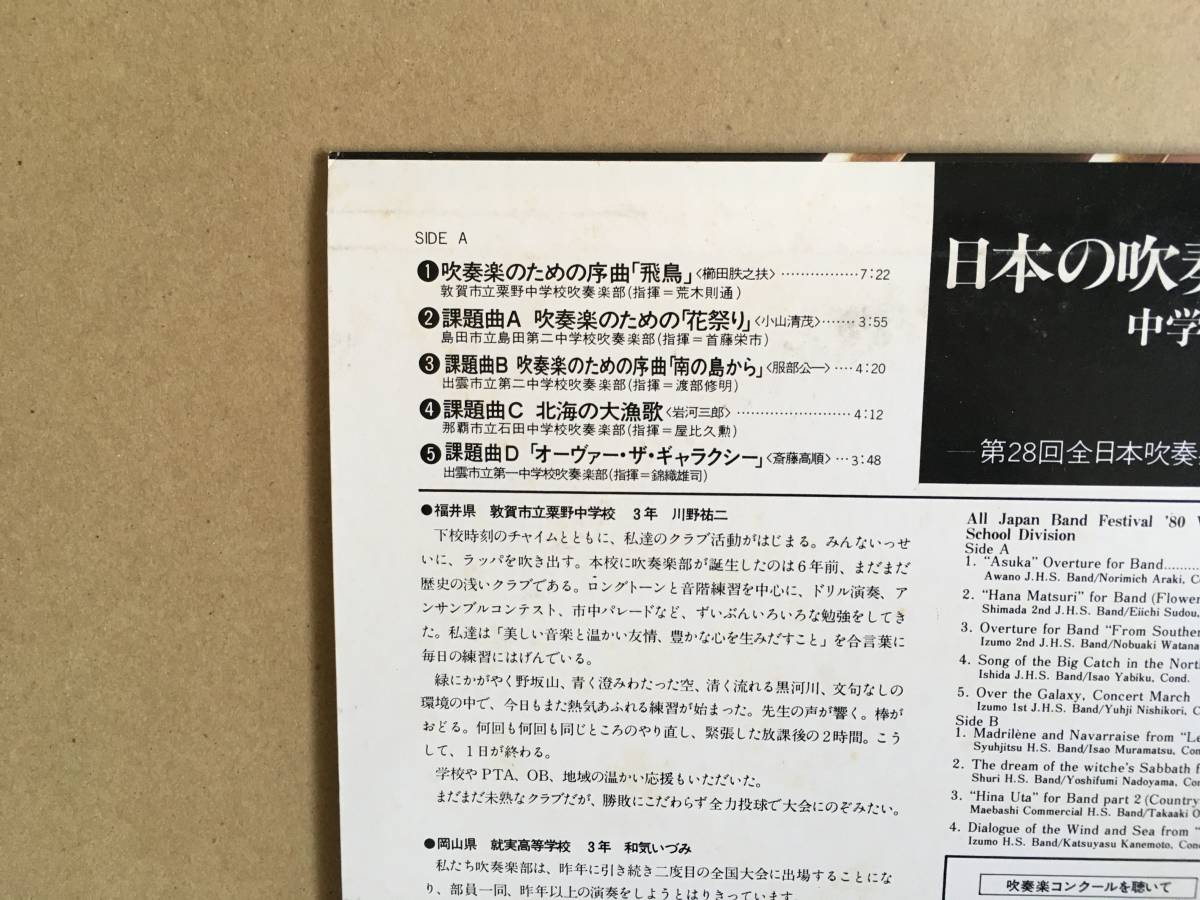 SIDE A
❶吹奏楽のための序曲「飛鳥」〈櫛田胅之扶〉................7:22
敦賀市立粟野中学校吹奏楽部(指揮=荒木則通)
❷課題曲A 吹奏楽のための「花祭り」〈小山清茂〉.......3:55
島田市立島田第二中学校吹奏楽部(指揮=首藤栄市)
❸課題曲B 吹奏楽のための序曲「南の島から」〈服部公一〉....4:20
出雲市立第二中学校吹奏楽部(指揮=渡部修明)
❹課題曲C 北海の大漁歌〈岩河三郎〉........................4:12
那覇市立石田中学校吹奏楽部(指揮=屋比久勲)
❺課題曲D 「オーヴァー・ザ・ギャラクシー」〈斎藤高順〉...3:48
出雲市立第一中学校吹奏楽部(指揮=錦織雄司)
日本の吹奏
中学
―第28回全日本吹奏
●福井県 敦賀市立粟野中学校 3年 川野祐二
下校時刻のチャイムとともに、私達のクラブ活動がはじまる。みんないっせ
いに、ラッパを吹き出す。本校に吹奏楽部が誕生したのは6年前、まだまだ
歴史の浅いクラブである。ロングトーンと音階練習を中心に、ドリル演奏、ア
ンサンブルコンテスト、市中パレードなど、ずいぶんいろいろな勉強をしてき
た。私達は「美しい音楽と温かい友情、豊かな心を生みだすこと」を合言葉に
毎日の練習にはげんでいる。
緑にかがやく野坂山、青く澄みわたった空、清く流れる黒河川、文句なしの
環境の中で、今日もまた熱気あふれる練習が始まった。先生の声が響く。棒が
おどる。何回も何回も同じところのやり直し、緊張した放課後の2時間。こう
して、1日が終わる。
学校やPTA、OB、地域の温かい応援もいただいた。
まだまだ未熟なクラブだが、勝敗にこだわらず全力投球で大会にのぞみたい。
●岡山県 就実高等学校 3年 和気いづみ
私たち吹奏楽部は、昨年に引き続き二度目の全国大会に出場することにな
り、部員一同、昨年以上の演奏をしようとはりきっています。
All Japan Band Festival '80
School Division
Side A
1. “Asuka” Overture for Band..........
Awano J.H.S. Band/Norimich Araki,
2. “Hana Matsuri” for Band (Flower
Shimada 2nd J.H.S. Band/Eiichi Sudou,
3. Overture for Band “From Southern
Izumo 2nd J.H.S. Band/Nobuaki Watana
4. Song of the Big Catch in the North
Ishida J.H.S. Band/Isao Yabiku, Cond.
5. Over the Galaxy, Concert March
Izumo 1st J.H.S. Band/Yuhji Nishikori,
Side B
1. Madrilène and Navarraise from “Le
Syuhjitsu H.S. Band/Isao Muramatsu, Con
2. The dream of the witche's Sabbath f
Shuri H.S. Band/Yoshifumi Nadoyama, Con
3. “Hina Uta” for Band part 2 (Country
Maebashi Commercial H.S. Band/Takaaki O
4. Dialogue of the Wind and Sea from “
Izumo H.S. Band/Katsuyasu Kanemoto, Con
吹奏楽コンクールを聴いて